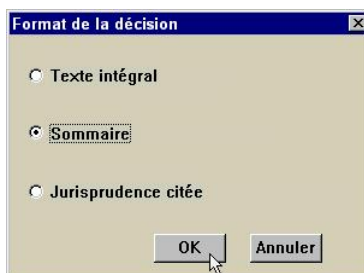 Format de la décision
Texte intégral
Sommaire
Jurisprudence citée
OK Annuler